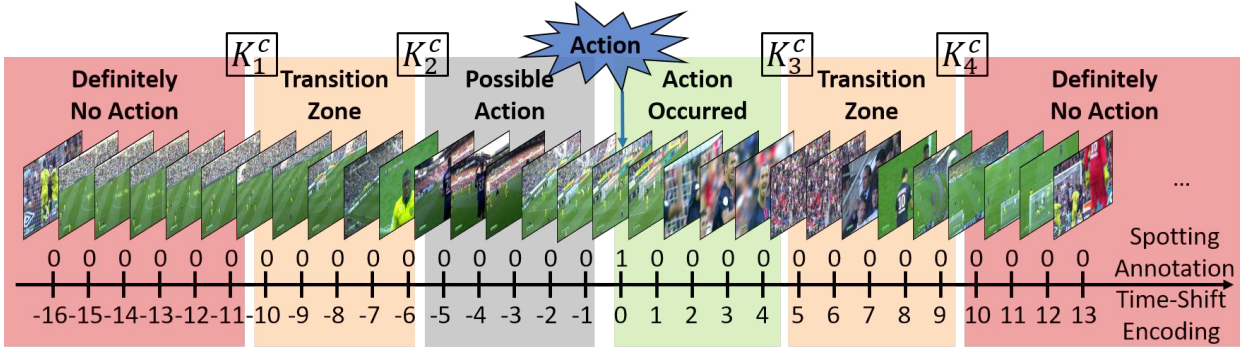 Action
K₁ᶜ K₂ᶜ K₃ᶜ K₄ᶜ
Definitely No Action
Transition Zone
Possible Action
Action Occurred
Transition Zone
Definitely No Action
...
0 0 0 0 0 0 0 0 0 0 0 0 0 0 0 0 1 0 0 0 0 0 0 0 0 0 0 0 0 0
Spotting Annotation
-16 -15 -14 -13 -12 -11 -10 -9 -8 -7 -6 -5 -4 -3 -2 -1 0 1 2 3 4 5 6 7 8 9 10 11 12 13
Time-Shift Encoding